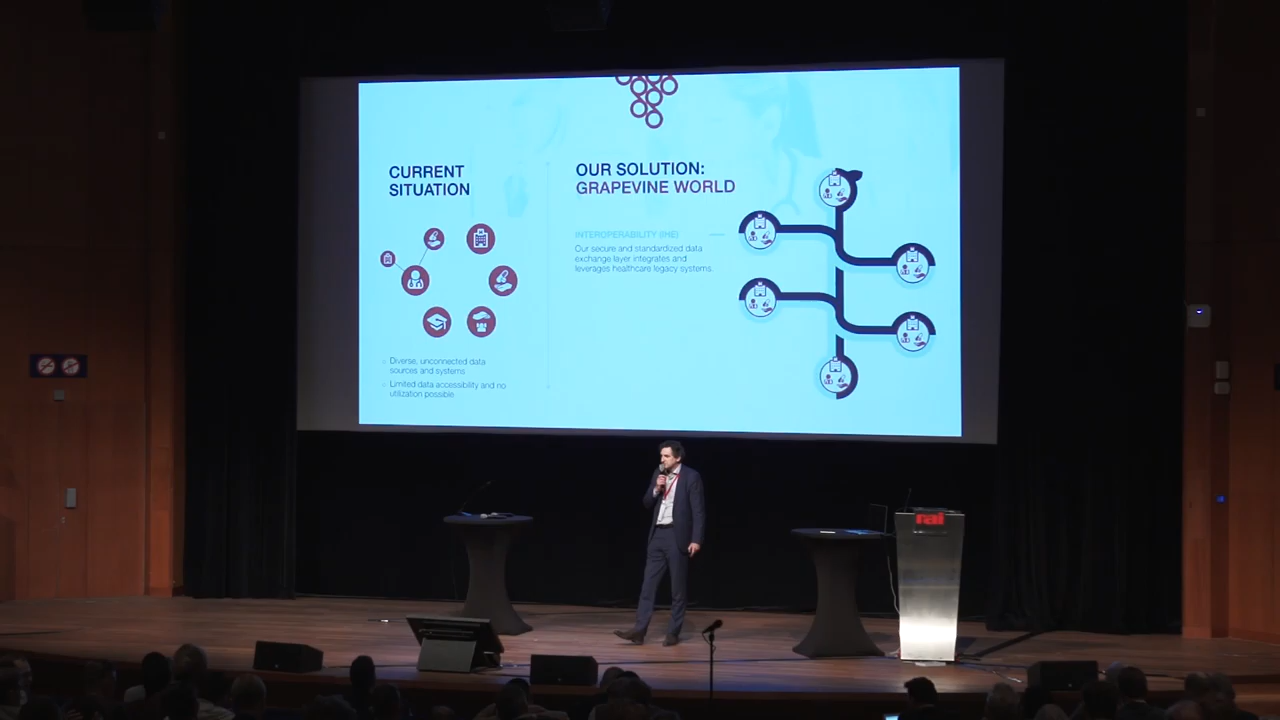 CURRENT
SITUATION
Diverse, unconnected data
sources and systems
Limited data accessibility and no
utilization possible
OUR SOLUTION:
GRAPEVINE WORLD
INTEROPERABILITY (IHE)
Our secure and standardized data
exchange layer integrates and
leverages healthcare legacy systems.
rai